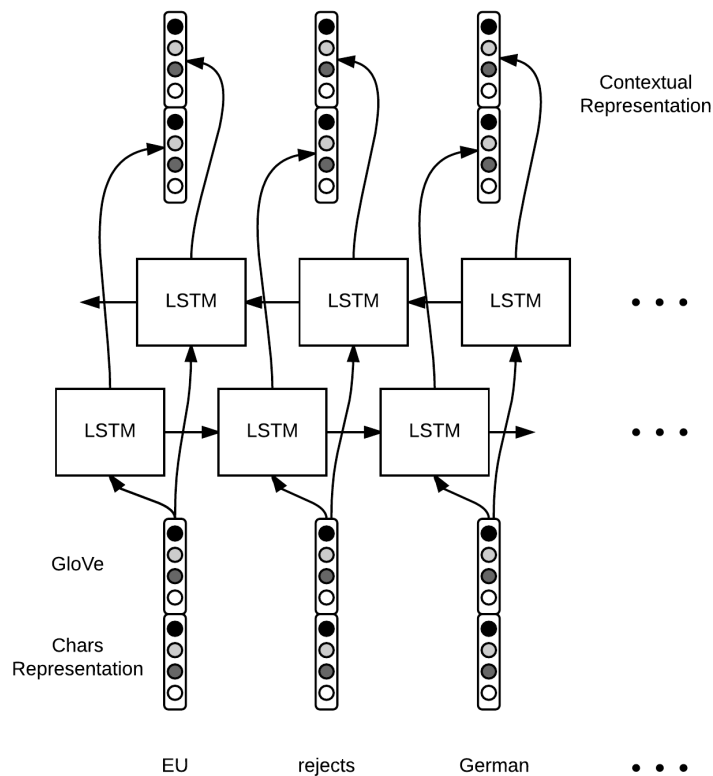 Contextual
Representation
LSTM LSTM LSTM • • •
LSTM LSTM LSTM • • •
GloVe
Chars
Representation
EU rejects German • • •